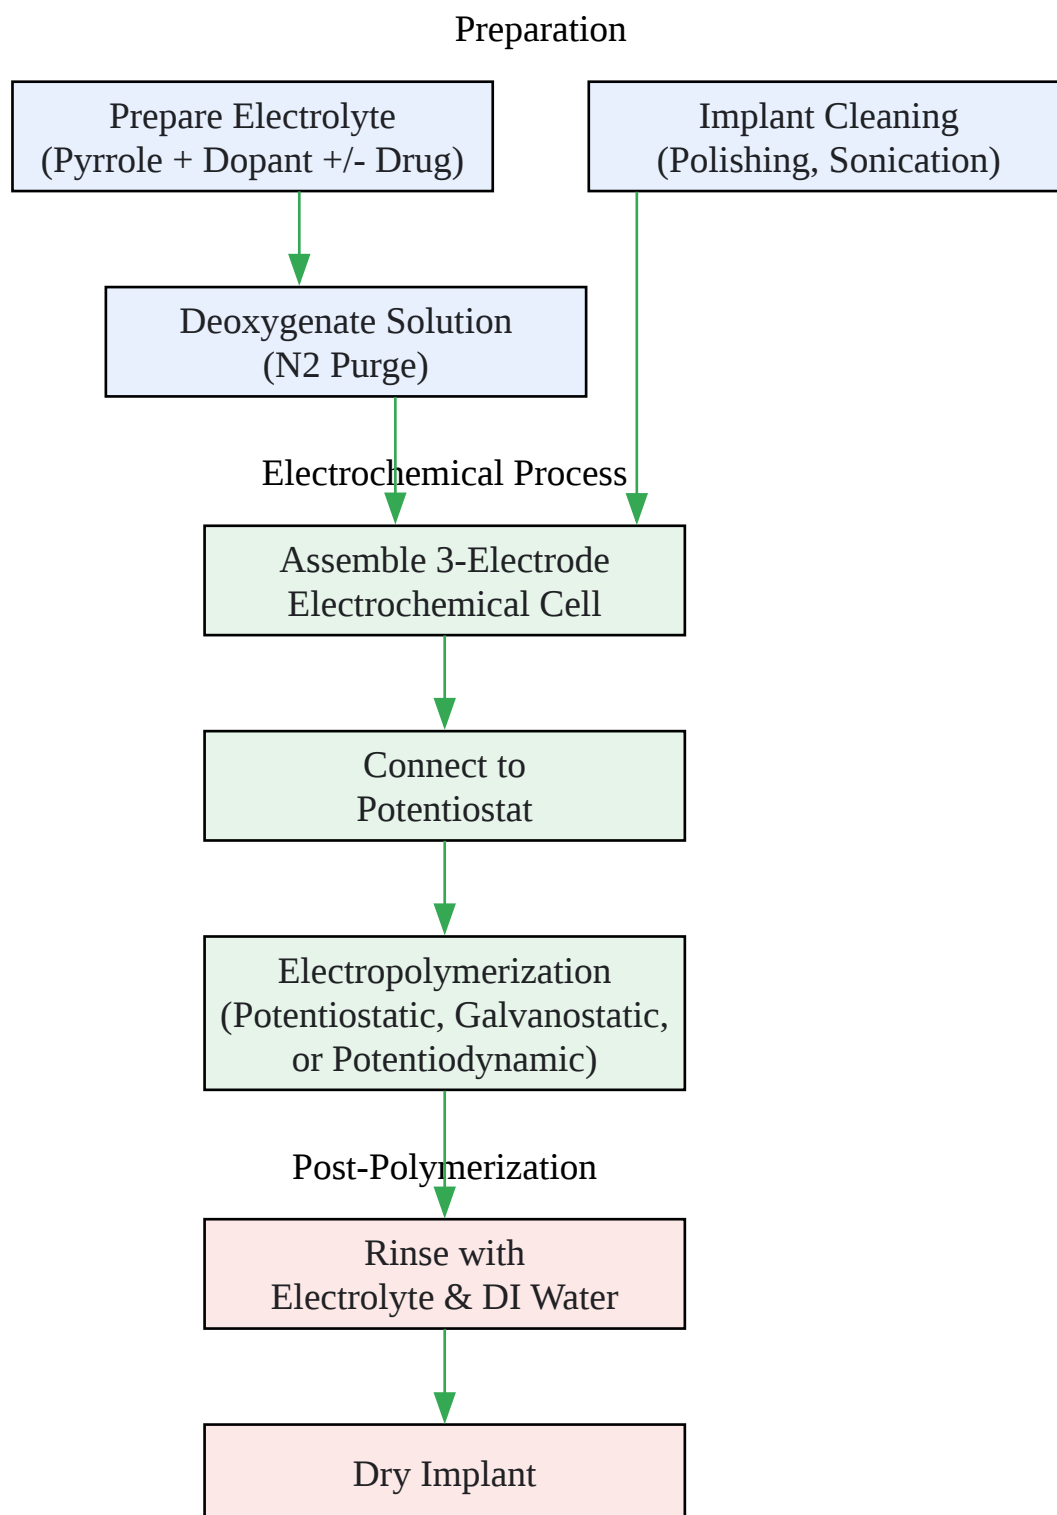 Preparation
Prepare Electrolyte
(Pyrrole + Dopant +/- Drug)
Implant Cleaning
(Polishing, Sonication)
Deoxygenate Solution
(N2 Purge)
Electrochemical Process
Assemble 3-Electrode
Electrochemical Cell
Connect to
Potentiostat
Electropolymerization
(Potentiostatic, Galvanostatic,
or Potentiodynamic)
Post-Polymerization
Rinse with
Electrolyte & DI Water
Dry Implant